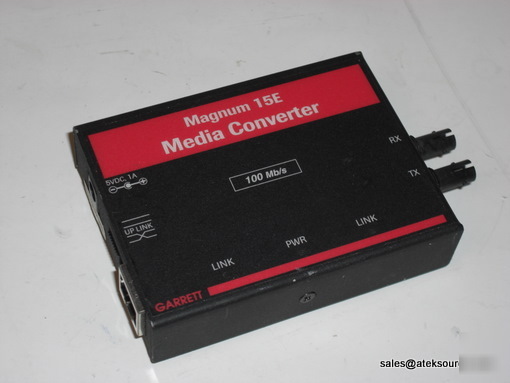 Magnum 15E
Media Converter
RX
5VDC, 1A
100 Mb/s
TX
UP LINK
LINK
PWR
LINK
GARRETT
sales@ateksour